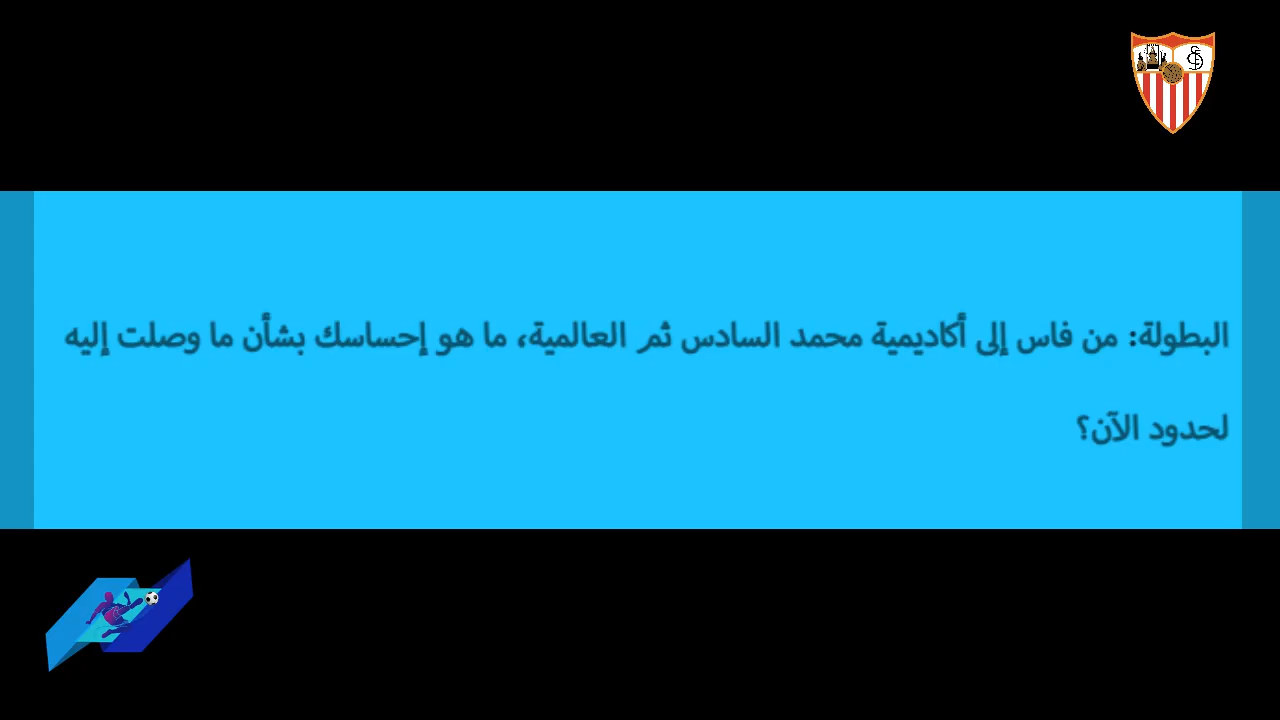 البطولة: من فاس إلى أكاديمية محمد السادس ثم العالمية، ما هو إحساسك بشأن ما وصلت إليه
لحدود الآن؟